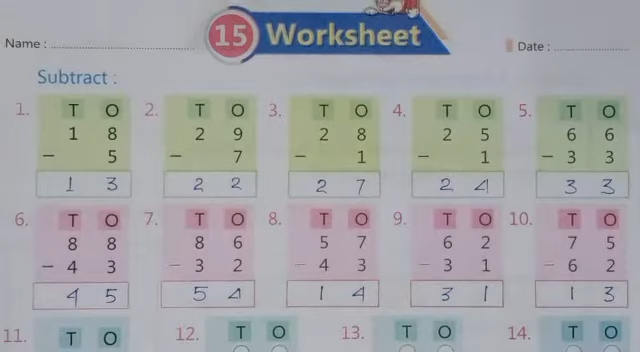 15 Worksheet
Name : Date :
Subtract :
1. T O 2. T O 3. T O 4. T O 5. T O
1 8 2 9 2 8 2 5 6 6
- 5 - 7 - 1 - 1 - 3 3
1 3 2 2 2 7 2 4 3 3
6. T O 7. T O 8. T O 9. T O 10. T O
8 8 8 6 5 7 6 2 7 5
- 4 3 - 3 2 - 4 3 - 3 1 - 6 2
4 5 5 4 1 4 3 1 1 3
11. T O 12. T O 13. T O 14. T O